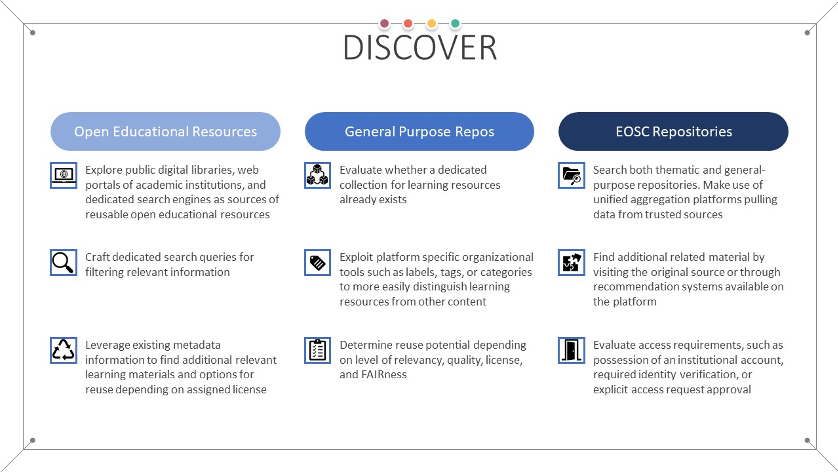 DISCOVER
Open Educational Resources
Explore public digital libraries, web
portals of academic institutions, and
dedicated search engines as sources of
reusable open educational resources
Craft dedicated search queries for
filtering relevant information
Leverage existing metadata
information to find additional relevant
learning materials and options for
reuse depending on assigned license
General Purpose Repos
Evaluate whether a dedicated
collection for learning resources
already exists
Exploit platform specific organizational
tools such as labels, tags, or categories
to more easily distinguish learning
resources from other content
Determine reuse potential depending
on level of relevancy, quality, license,
and FAIRness
EOSC Repositories
Search both thematic and general-
purpose repositories. Make use of
unified aggregation platforms pulling
data from trusted sources
Find additional related material by
visiting the original source or through
recommendation systems available on
the platform
Evaluate access requirements, such as
possession of an institutional account,
required identity verification, or
explicit access request approval